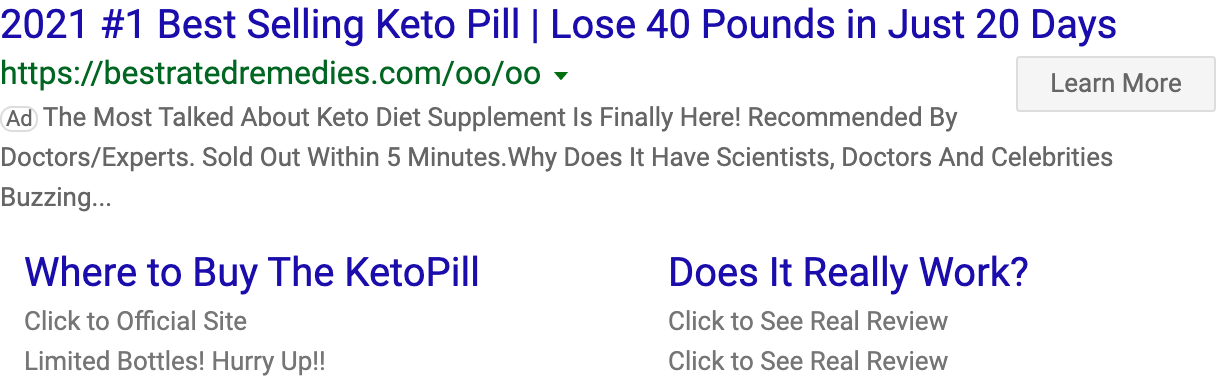 2021 #1 Best Selling Keto Pill | Lose 40 Pounds in Just 20 Days
https://bestratedremedies.com/oo/oo
Learn More
Ad The Most Talked About Keto Diet Supplement Is Finally Here! Recommended By
Doctors/Experts. Sold Out Within 5 Minutes.Why Does It Have Scientists, Doctors And Celebrities
Buzzing...
Where to Buy The KetoPill
Click to Official Site
Limited Bottles! Hurry Up!!
Does It Really Work?
Click to See Real Review
Click to See Real Review